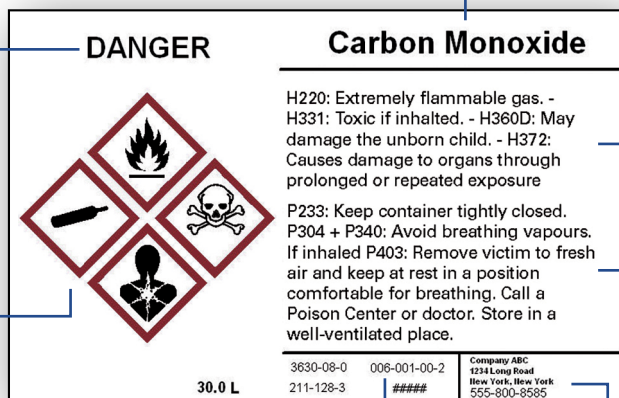 DANGER
Carbon Monoxide
H220: Extremely flammable gas. -
H331: Toxic if inhalted. - H360D: May
damage the unborn child. - H372:
Causes damage to organs through
prolonged or repeated exposure
P233: Keep container tightly closed.
P304 + P340: Avoid breathing vapours.
If inhaled P403: Remove victim to fresh
air and keep at rest in a position
comfortable for breathing. Call a
Poison Center or doctor. Store in a
well-ventilated place.
30.0 L
3630-08-0 006-001-00-2
211-128-3 #####
Company ABC
1234 Long Road
New York, New York
555-800-8585